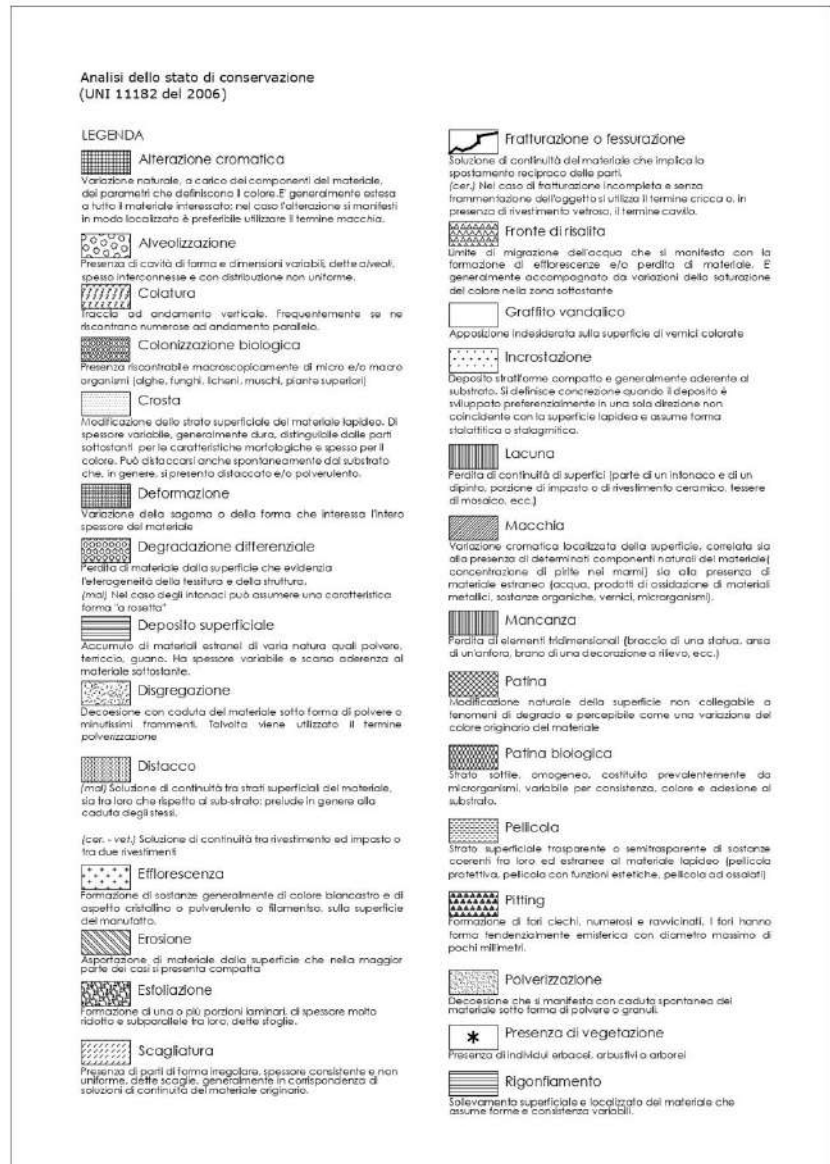 Analisi dello stato di conservazione
(UNI 11182 del 2006)
LEGENDA
Alterazione cromatica
Variazione naturale, a carico dei componenti del materiale,
dei parametri che definiscono il colore.E' generalmente estesa
a tutto il materiale interessato; nel caso l'alterazione si manifesti
in modo localizzato è preferibile utilizzare il termine macchia.
Alveolizzazione
Presenza di cavità di forma e dimensioni variabili, dette alveoli,
spesso interconnesse e con distribuzione non uniforme.
Colatura
Traccia ad andamento verticale. Frequentemente se ne
riscontrano numerose ad andamento parallelo.
Colonizzazione biologica
Presenza riscontrabile macroscopicamente di micro e/o macro
organismi (alghe, funghi, licheni, muschi, piante superiori)
Crosta
Modificazione dello strato superficiale del materiale lapideo. Di
spessore variabile, generalmente dura, distinguibile dalle parti
sottostanti per le caratteristiche morfologiche e spesso per il
colore. Può distaccarsi anche spontaneamente dal substrato
che, in genere, si presenta distaccato e/o polverulento.
Deformazione
Variazione della sagoma o della forma che interessa l'intero
spessore del materiale
Degradazione differenziale
Perdita di materiale dalla superficie che evidenzia
l'eterogeneità della tessitura e della struttura.
(mal) Nel caso degli intonaci può assumere una caratteristica
forma "a rosetta"
Deposito superficiale
Accumulo di materiali estranei di varia natura quali polvere,
terriccio, guano. Ha spessore variabile e scarsa aderenza al
materiale sottostante.
Disgregazione
Decoesione con caduta del materiale sotto forma di polvere o
minutissimi frammenti. Talvolta viene utilizzato il termine
polverizzazione
Distacco
(mal) Soluzione di continuità tra strati superficiali del materiale,
sia tra loro che rispetto al sub-strato; prelude in genere alla
caduta degli stessi.
(cer. - vet.) Soluzione di continuità tra rivestimento ed impasto o
tra due rivestimenti
Efflorescenza
Formazione di sostanze generalmente di colore biancastro e di
aspetto cristallino o pulverulento o filamentso, sulla superficie
del manufatto.
Erosione
Asportazione di materiale dalla superficie che nella maggior
parte dei casi si presenta compatta
Esfoliazione
Formazione di una o più porzioni laminari, di spessore molto
ridotto e subparallele tra loro, dette sfoglie.
Scagliatura
Presenza di parti di forma irregolare, spessore consistente e non
uniforme, dette scaglie, generalmente in corrispondenza di
soluzioni di continuità del materiale originario.
Fratturazione o fessurazione
Soluzione di continuità del materiale che implica lo
spostamento reciproco delle parti.
(cer.) Nel caso di fratturazione incompleta e senza
frammentazione dell'oggetto si utilizza il termine cricca o, in
presenza di rivestimento vetroso, il termine cavillo.
Fronte di risalita
Limite di migrazione dell'acqua che si manifesta con la
formazione di efflorescenze e/o perdita di materiale. E'
generalmente accompagnato da variazioni della saturazione
del colore nella zona sottostante
Graffito vandalico
Apposizione indesiderata sulla superficie di vernici colorate
Incrostazione
Deposito stratiforme compatto e generalmente aderente al
substrato. Si definisce concrezione quando il deposito è
sviluppato preferenzialmente in una sola direzione non
coincidente con la superficie lapidea e assume forma
stalattitica o stalagmitica.
Lacuna
Perdita di continuità di superfici (parte di un intonaco e di un
dipinto, porzione di impasto o di rivestimento ceramico, tessere
di mosaico, ecc.)
Macchia
Variazione cromatica localizzata della superficie, correlata sia
alla presenza di determinati componenti naturali del materiale(
concentrazione di pirite nei marmi) sia alla presenza di
materiale estraneo (acqua, prodotti di ossidazione di materiali
metallici, sostanze organiche, vernici, microrganismi).
Mancanza
Perdita di elementi tridimensionali (braccio di una statua, ansa
di un'anfora, brano di una decorazione a rilievo, ecc.)
Patina
Modificazione naturale della superficie non collegabile a
fenomeni di degrado e percepibile come una variazione del
colore originario del materiale
Patina biologica
Strato sottile, omogeneo, costituito prevalentemente da
microrganismi, variabile per consistenza, colore e adesione al
substrato.
Pellicola
Strato superficiale trasparente o semitrasparente di sostanze
coerenti fra loro ed estranee al materiale lapideo (pellicola
protettiva, pellicola con funzioni estetiche, pellicola ad ossalati)
Pitting
Formazione di fori ciechi, numerosi e ravvicinati. I fori hanno
forma tendenzialmente emisferica con diametro massimo di
pochi millimetri.
Polverizzazione
Decoesione che si manifesta con caduta spontanea del
materiale sotto forma di polvere o granuli.
Presenza di vegetazione
Presenza di individui erbacei, arbustivi o arborei
Rigonfiamento
Sollevamento superficiale e localizzato del materiale che
assume forme e consistenza variabili.